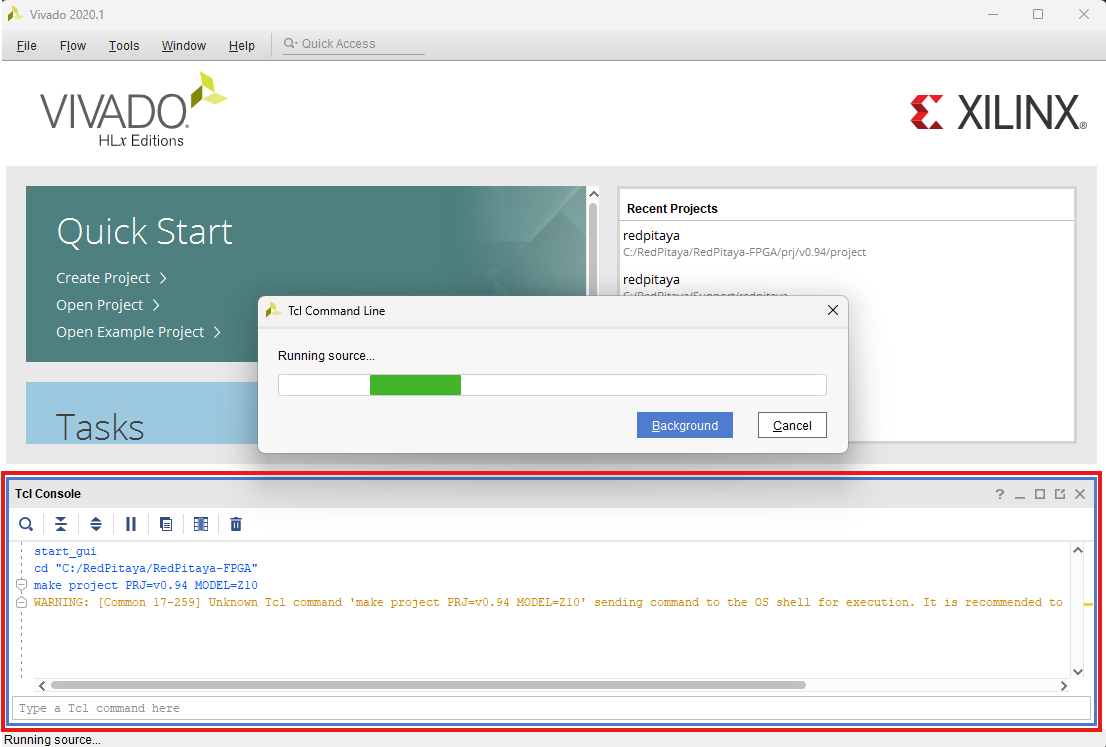 Vivado 2020.1
File Flow Tools Window Help Quick Access
VIVADO.
HLx Editions
XILINX®
Quick Start
Create Project >
Open Project >
Open Example Project >
Tasks
Recent Projects
redpitaya
C:/RedPitaya/RedPitaya-FPGA/prj/v0.94/project
redpitaya
C:/RedPitaya/Support/redpitaya
Tcl Command Line
Running source...
Background Cancel
Tcl Console
start_gui
cd "C:/RedPitaya/RedPitaya-FPGA"
make project PRJ=v0.94 MODEL=Z10
WARNING: [Common 17-259] Unknown Tcl command 'make project PRJ=v0.94 MODEL=Z10' sending command to the OS shell for execution. It is recommended to
Type a Tcl command here
Running source...